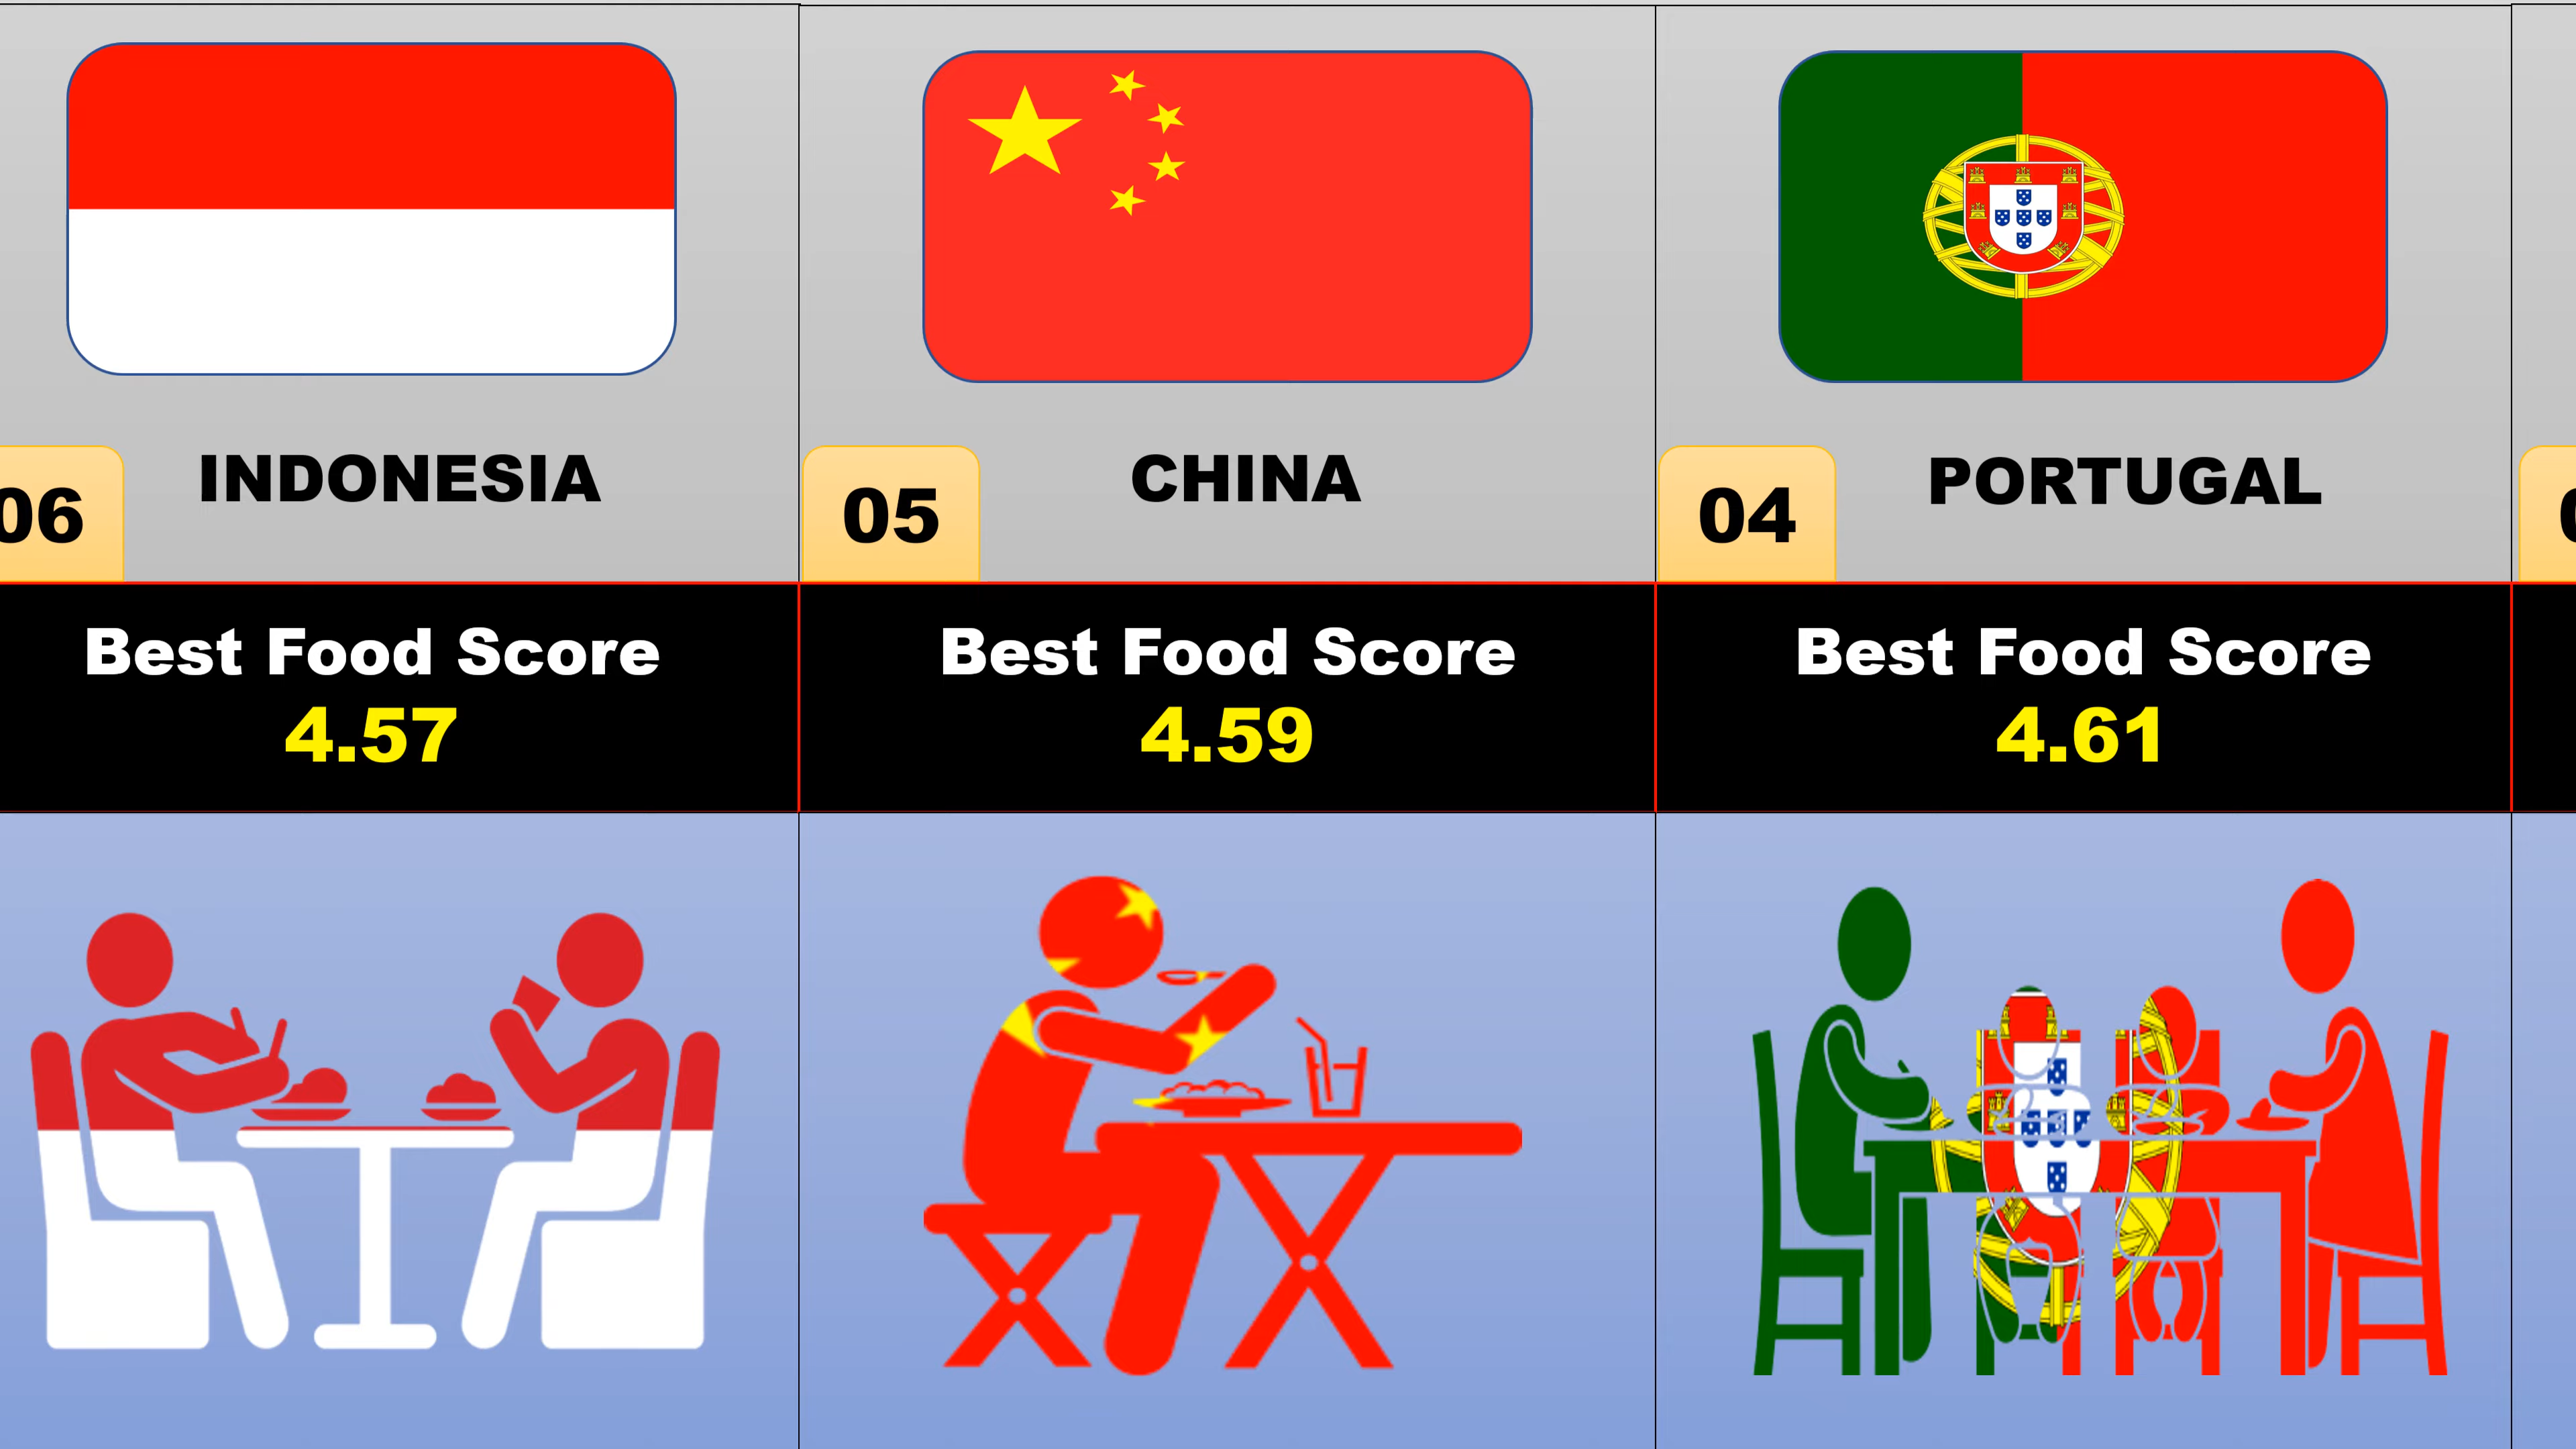 INDONESIA
06
Best Food Score
4.57
CHINA
05
Best Food Score
4.59
PORTUGAL
04
Best Food Score
4.61